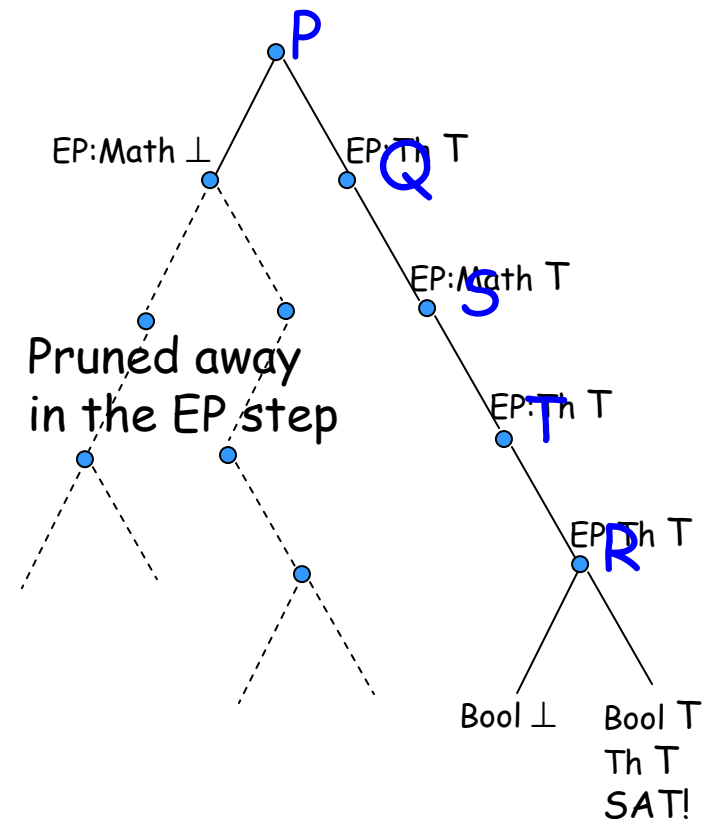 P
EP:Math ⊥
EP:Th T
Q
EP:Math T
S
Pruned away
in the EP step
EP:Th T
T
EP:Th T
R
Bool ⊥
Bool T
Th T
SAT!